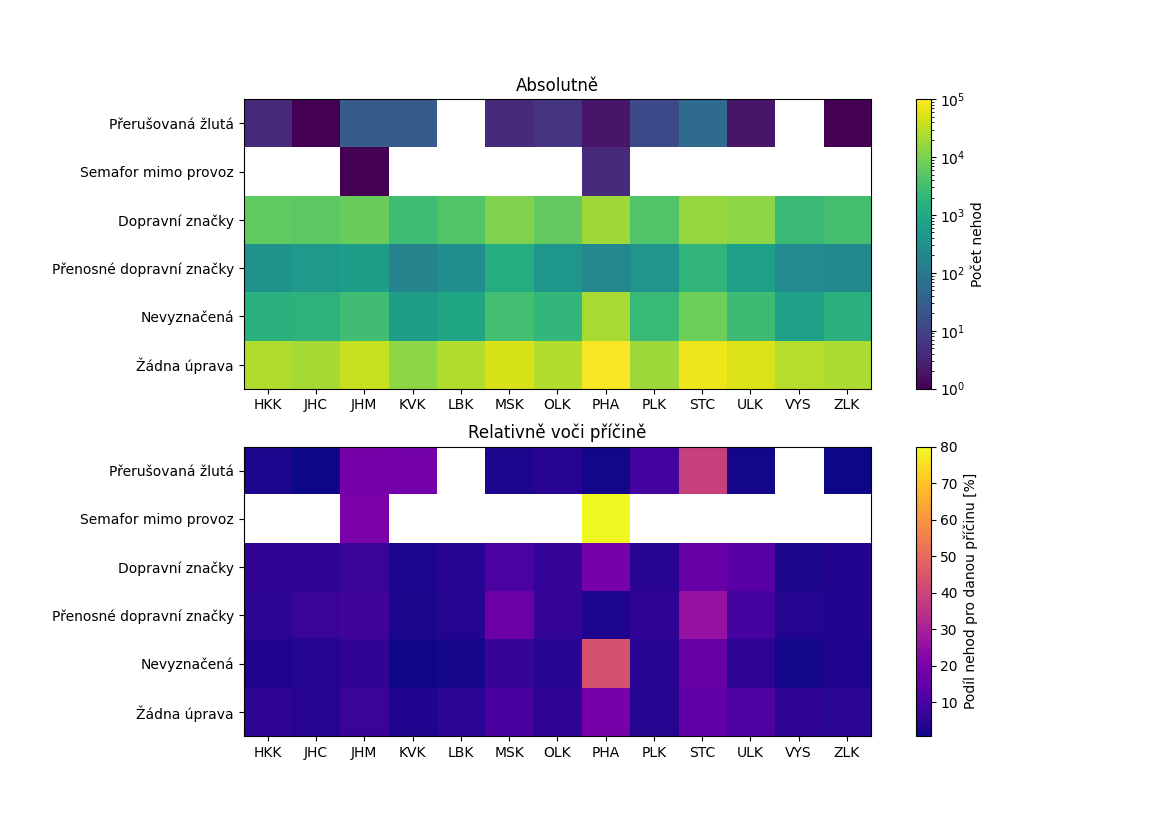 Absolutně
Přerušovaná žlutá
Semafor mimo provoz
Dopravní značky
Přenosné dopravní značky
Nevyznačená
Žádna úprava
HKK JHC JHM KVK LBK MSK OLK PHA PLK STC ULK VYS ZLK
10^5
10^4
10^3
10^2
10^1
10^0
Počet nehod
Relativně voči příčině
Přerušovaná žlutá
Semafor mimo provoz
Dopravní značky
Přenosné dopravní značky
Nevyznačená
Žádna úprava
HKK JHC JHM KVK LBK MSK OLK PHA PLK STC ULK VYS ZLK
80
70
60
50
40
30
20
10
Podíl nehod pro danou příčinu [%]